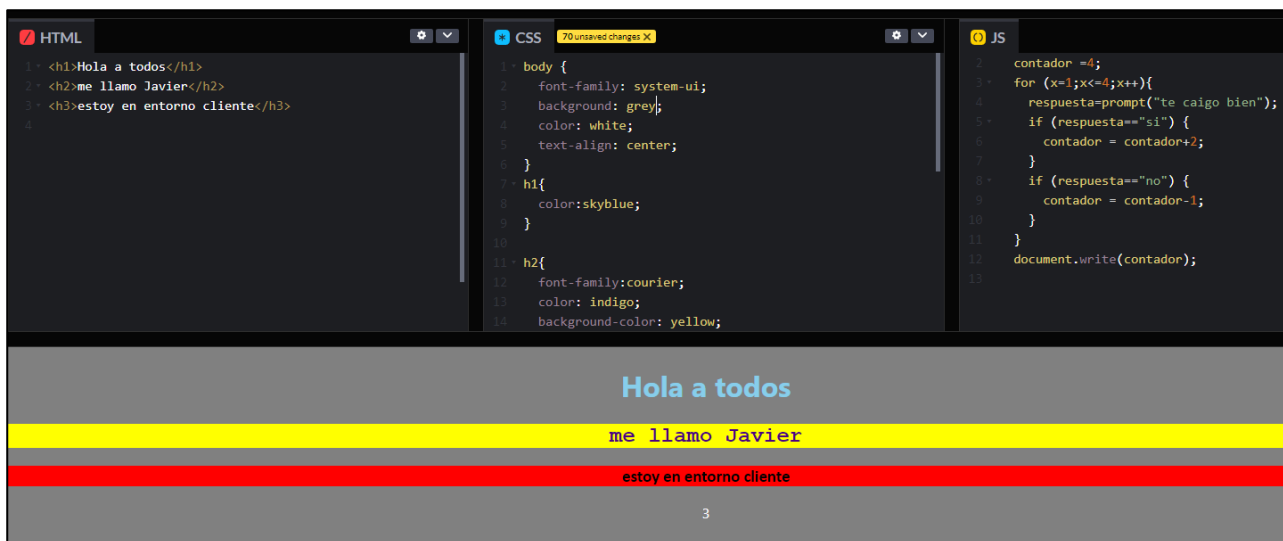 HTML
1 <h1>Hola a todos</h1>
2 <h2>me llamo Javier</h2>
3 <h3>estoy en entorno cliente</h3>
4
CSS 70 unsaved changes X
1 body {
2 font-family: system-ui;
3 background: grey;
4 color: white;
5 text-align: center;
6 }
7 h1{
8 color:skyblue;
9 }
10
11 h2{
12 font-family:courier;
13 color: indigo;
14 background-color: yellow;
JS
2 contador =4;
3 for (x=1;x<=4;x++){
4 respuesta=prompt("te caigo bien");
5 if (respuesta=="si") {
6 contador = contador+2;
7 }
8 if (respuesta=="no") {
9 contador = contador-1;
10 }
11 }
12 document.write(contador);
13
Hola a todos
me llamo Javier
estoy en entorno cliente
3